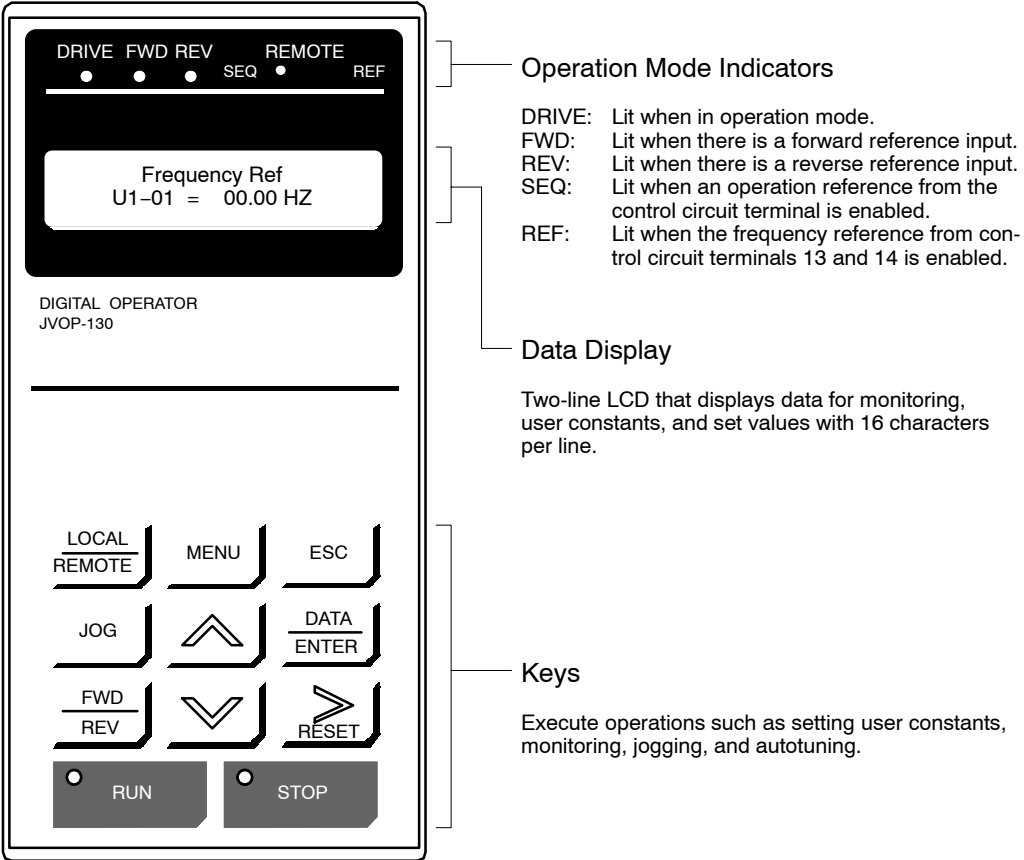 DRIVE FWD REV REMOTE
SEQ REF
Frequency Ref
U1−01 = 00.00 HZ
DIGITAL OPERATOR
JVOP-130
LOCAL
REMOTE
MENU
ESC
JOG
DATA
ENTER
FWD
REV
RESET
RUN
STOP
Operation Mode Indicators
DRIVE: Lit when in operation mode.
FWD: Lit when there is a forward reference input.
REV: Lit when there is a reverse reference input.
SEQ: Lit when an operation reference from the
control circuit terminal is enabled.
REF: Lit when the frequency reference from con-
trol circuit terminals 13 and 14 is enabled.
Data Display
Two-line LCD that displays data for monitoring,
user constants, and set values with 16 characters
per line.
Keys
Execute operations such as setting user constants,
monitoring, jogging, and autotuning.